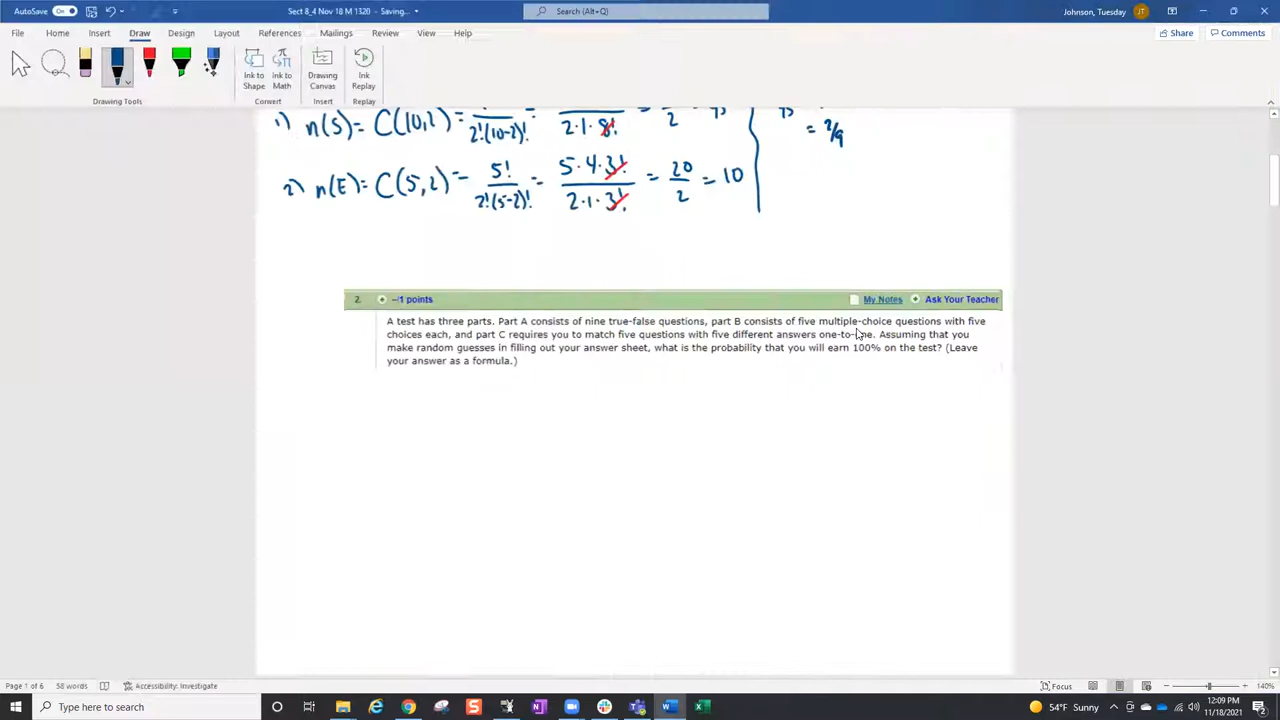 AutoSave On
Sect 8_4 Nov 18 M 1320 - Saving...
Search (Alt+Q)
Johnson, Tuesday JT
File Home Insert Draw Design Layout References Mailings Review View Help
Share Comments
Ink to Shape
Ink to Math
Drawing Canvas
Ink Replay
Drawing Tools Convert Insert Replay
1) n(S) = C(10,2) = 2!(10-2)! = 2·1·8! = 2
= 2/9
2) n(E) = C(5,2) = 5!/2!(5-2)! = 5·4·3!/2·1·3! = 20/2 = 10
2. –/1 points My Notes Ask Your Teacher
A test has three parts. Part A consists of nine true-false questions, part B consists of five multiple-choice questions with five
choices each, and part C requires you to match five questions with five different answers one-to-one. Assuming that you
make random guesses in filling out your answer sheet, what is the probability that you will earn 100% on the test? (Leave
your answer as a formula.)
Page 1 of 6 58 words Accessibility: Investigate Focus 140%
Type here to search
54°F Sunny
12:09 PM
11/18/2021